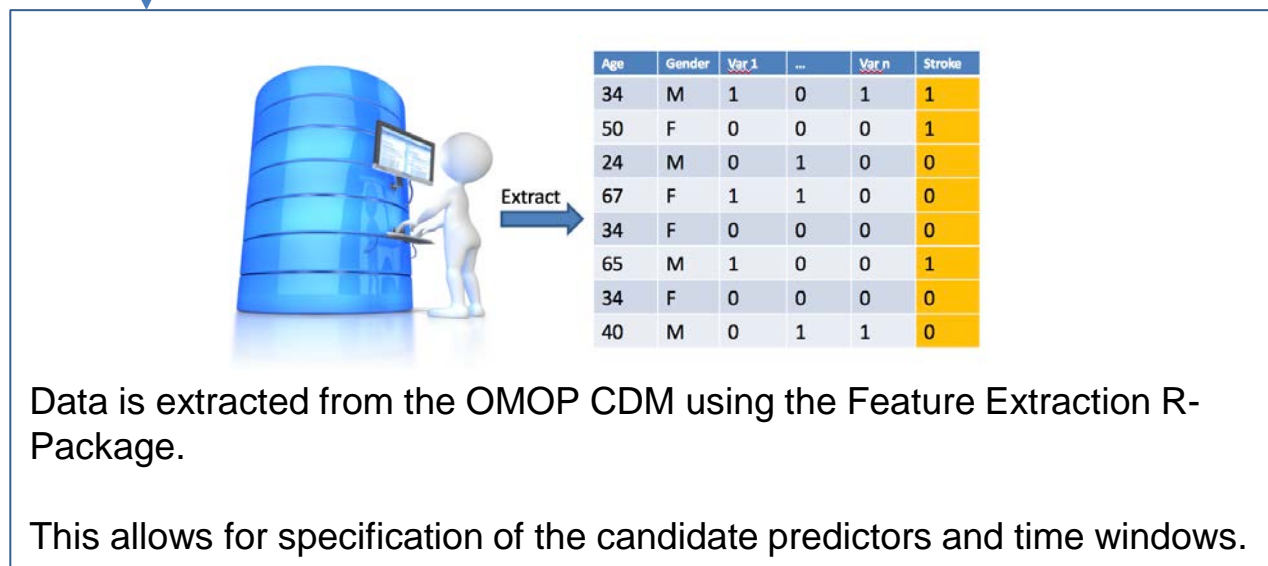 Age Gender Var 1 ... Var n Stroke
34 M 1 0 1 1
50 F 0 0 0 1
24 M 0 1 0 0
Extract
67 F 1 1 0 0
34 F 0 0 0 0
65 M 1 0 0 1
34 F 0 0 0 0
40 M 0 1 1 0
Data is extracted from the OMOP CDM using the Feature Extraction R-
Package.
This allows for specification of the candidate predictors and time windows.